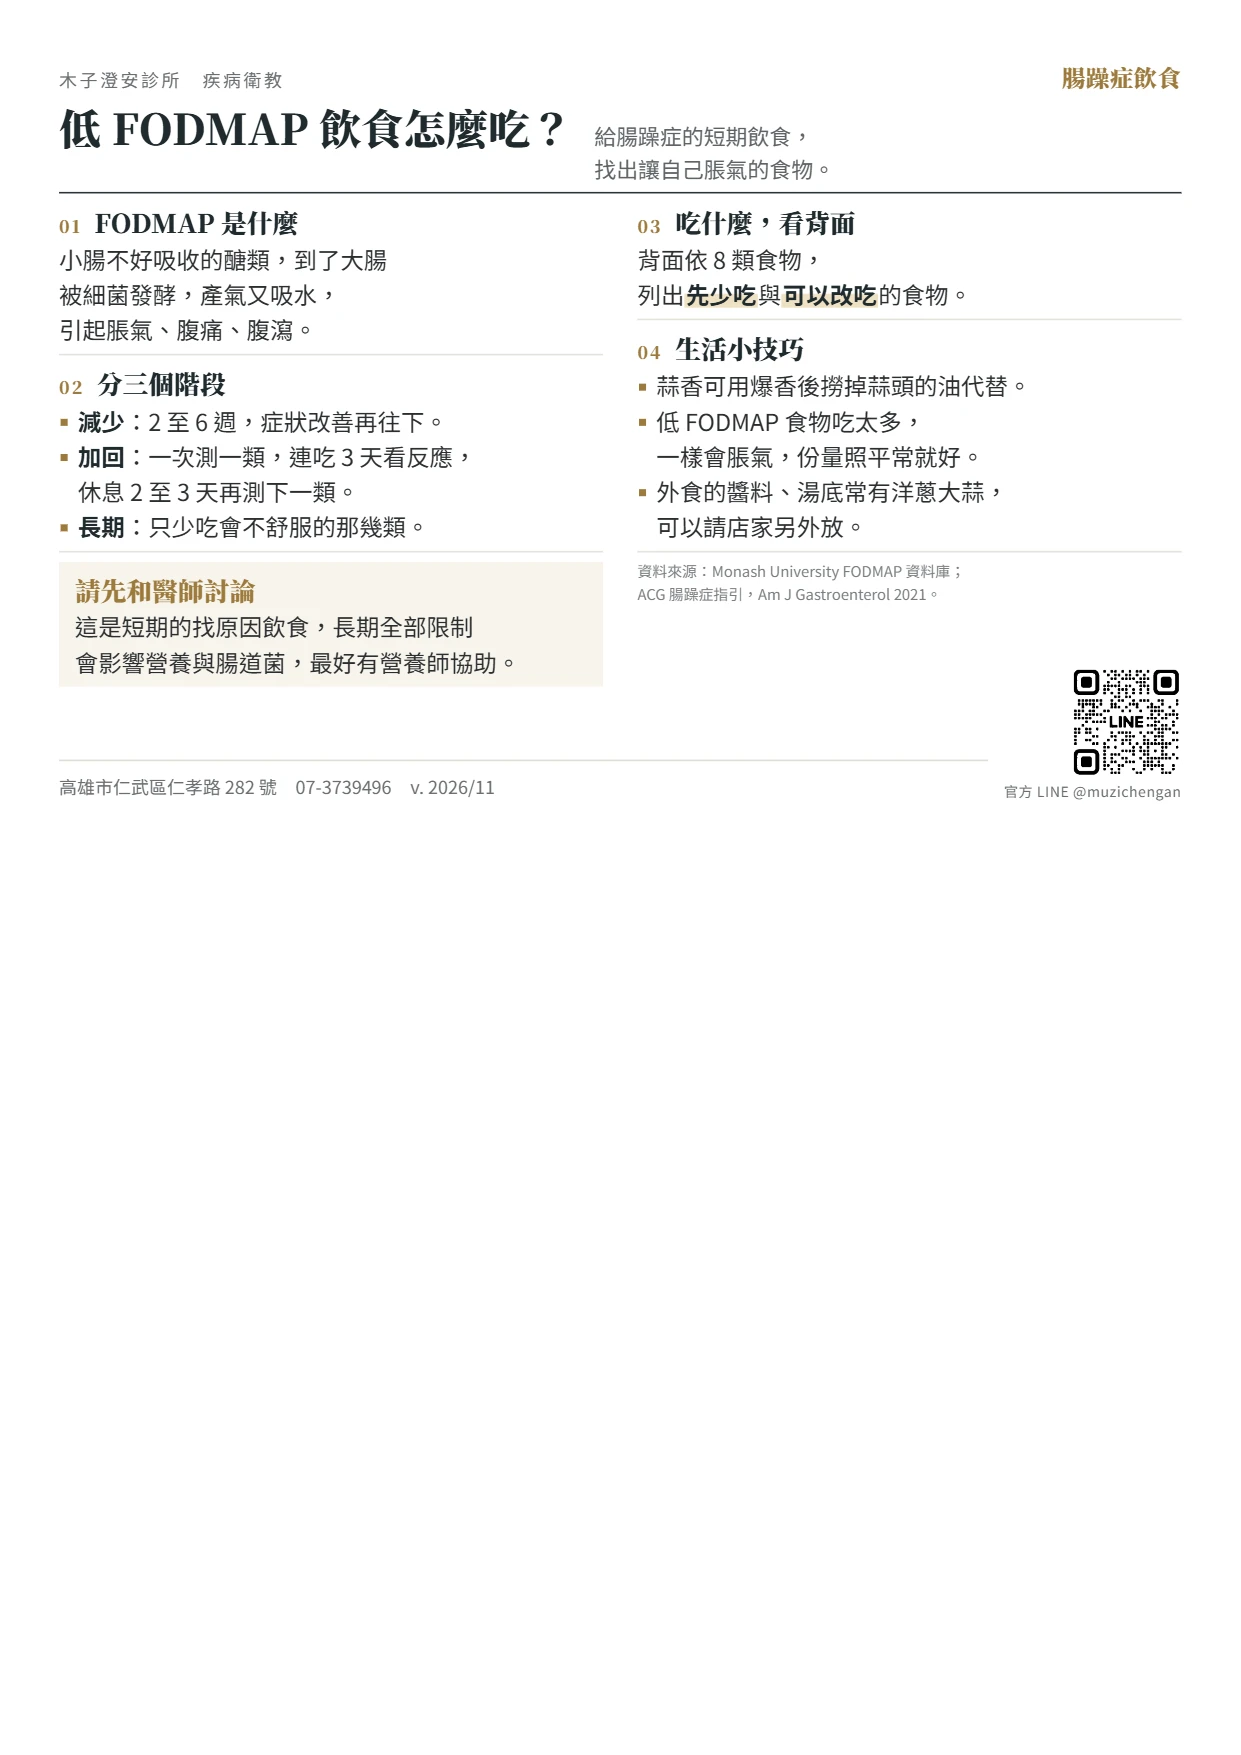 木子澄安診所　疾病衛教
腸躁症飲食
低 FODMAP 飲食怎麼吃？
給腸躁症的短期飲食，
找出讓自己脹氣的食物。
01 FODMAP 是什麼
小腸不好吸收的醣類，到了大腸
被細菌發酵，產氣又吸水，
引起脹氣、腹痛、腹瀉。
02 分三個階段
▪ 減少：2 至 6 週，症狀改善再往下。
▪ 加回：一次測一類，連吃 3 天看反應，
休息 2 至 3 天再測下一類。
▪ 長期：只少吃會不舒服的那幾類。
請先和醫師討論
這是短期的找原因飲食，長期全部限制
會影響營養與腸道菌，最好有營養師協助。
03 吃什麼，看背面
背面依 8 類食物，
列出先少吃與可以改吃的食物。
04 生活小技巧
▪ 蒜香可用爆香後撈掉蒜頭的油代替。
▪ 低 FODMAP 食物吃太多，
一樣會脹氣，份量照平常就好。
▪ 外食的醬料、湯底常有洋蔥大蒜，
可以請店家另外放。
資料來源：Monash University FODMAP 資料庫；
ACG 腸躁症指引，Am J Gastroenterol 2021。
LINE
高雄市仁武區仁孝路 282 號　07-3739496　v. 2026/11
官方 LINE @muzichengan